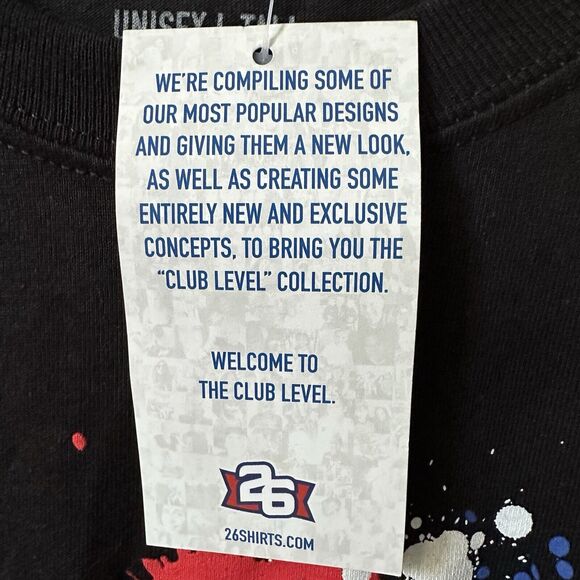 UNISEX L TALL
WE'RE COMPILING SOME OF
OUR MOST POPULAR DESIGNS
AND GIVING THEM A NEW LOOK,
AS WELL AS CREATING SOME
ENTIRELY NEW AND EXCLUSIVE
CONCEPTS, TO BRING YOU THE
“CLUB LEVEL” COLLECTION.
WELCOME TO
THE CLUB LEVEL.
26
26SHIRTS.COM